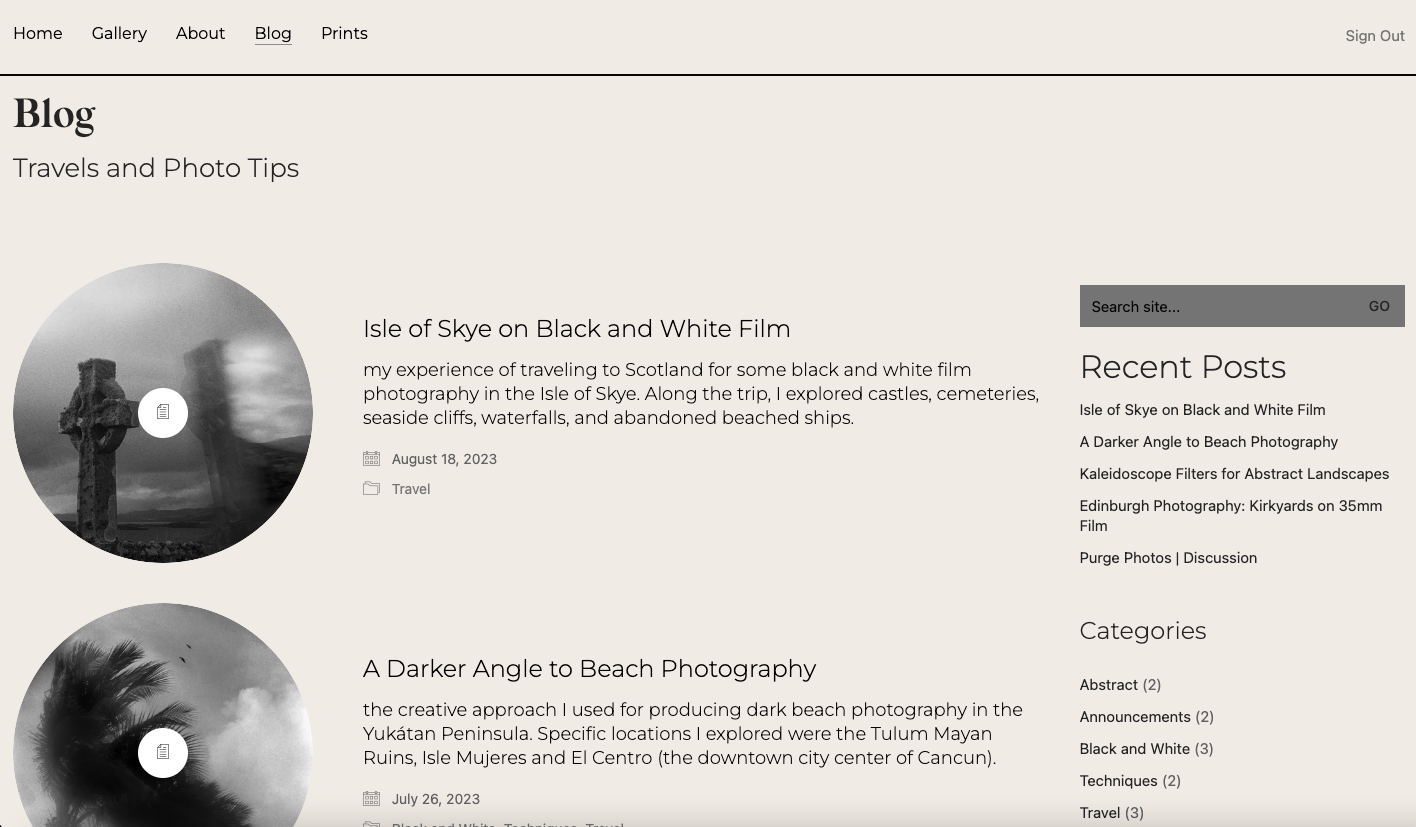 Home Gallery About Blog Prints
Sign Out
Blog
Travels and Photo Tips
Isle of Skye on Black and White Film
my experience of traveling to Scotland for some black and white film
photography in the Isle of Skye. Along the trip, I explored castles, cemeteries,
seaside cliffs, waterfalls, and abandoned beached ships.
August 18, 2023
Travel
A Darker Angle to Beach Photography
the creative approach I used for producing dark beach photography in the
Yukátan Peninsula. Specific locations I explored were the Tulum Mayan
Ruins, Isle Mujeres and El Centro (the downtown city center of Cancun).
July 26, 2023
Black and White, Techniques, Travel
Search site...
GO
Recent Posts
Isle of Skye on Black and White Film
A Darker Angle to Beach Photography
Kaleidoscope Filters for Abstract Landscapes
Edinburgh Photography: Kirkyards on 35mm
Film
Purge Photos | Discussion
Categories
Abstract (2)
Announcements (2)
Black and White (3)
Techniques (2)
Travel (3)